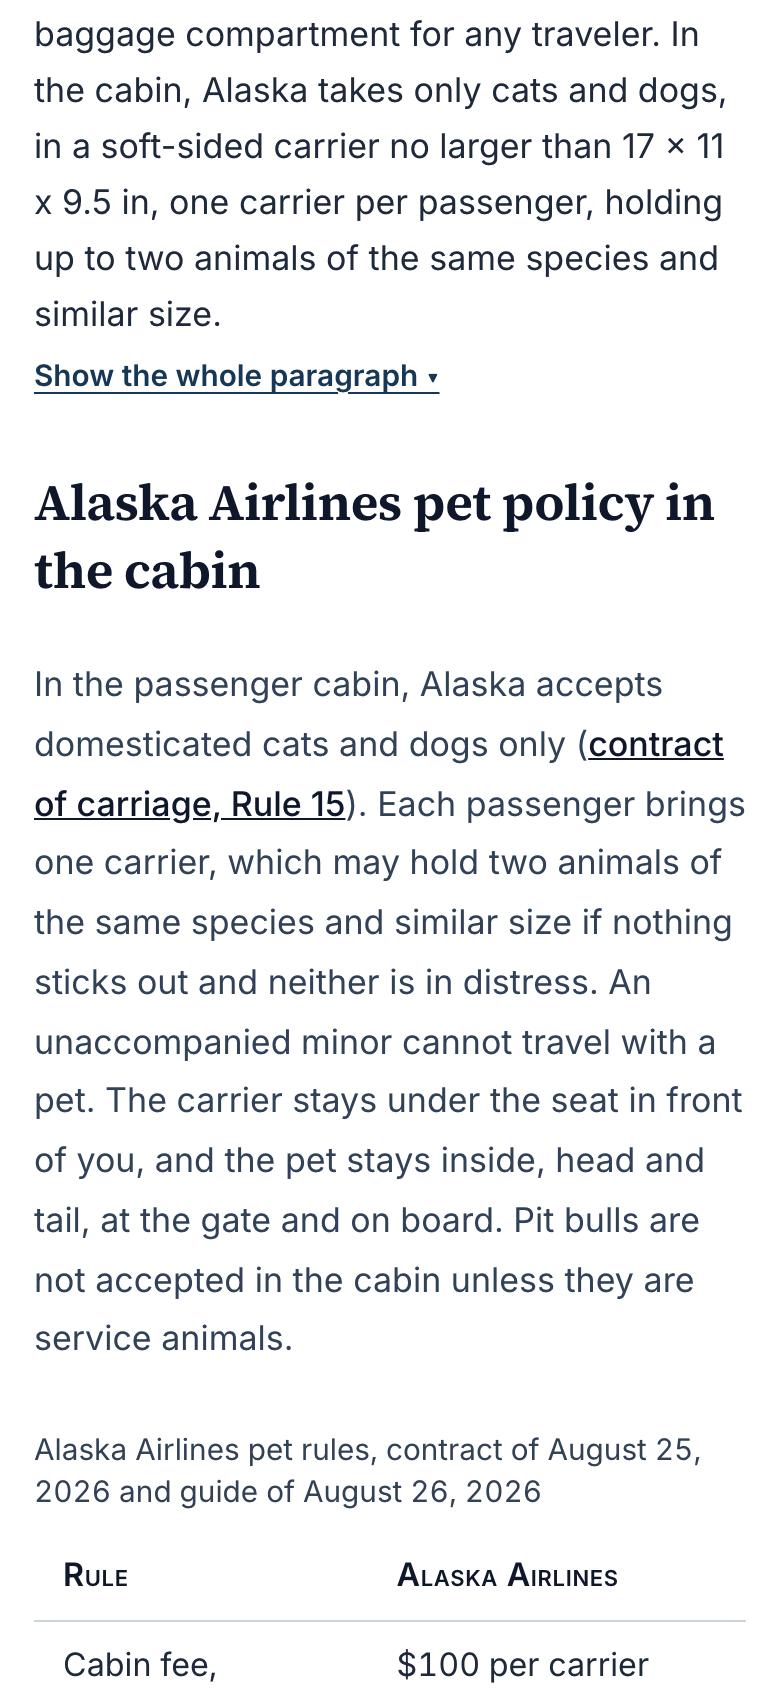 baggage compartment for any traveler. In
the cabin, Alaska takes only cats and dogs,
in a soft-sided carrier no larger than 17 × 11
x 9.5 in, one carrier per passenger, holding
up to two animals of the same species and
similar size.
Show the whole paragraph ▾
Alaska Airlines pet policy in
the cabin
In the passenger cabin, Alaska accepts
domesticated cats and dogs only (contract
of carriage, Rule 15). Each passenger brings
one carrier, which may hold two animals of
the same species and similar size if nothing
sticks out and neither is in distress. An
unaccompanied minor cannot travel with a
pet. The carrier stays under the seat in front
of you, and the pet stays inside, head and
tail, at the gate and on board. Pit bulls are
not accepted in the cabin unless they are
service animals.
Alaska Airlines pet rules, contract of August 25,
2026 and guide of August 26, 2026
Rule Alaska Airlines
Cabin fee, $100 per carrier